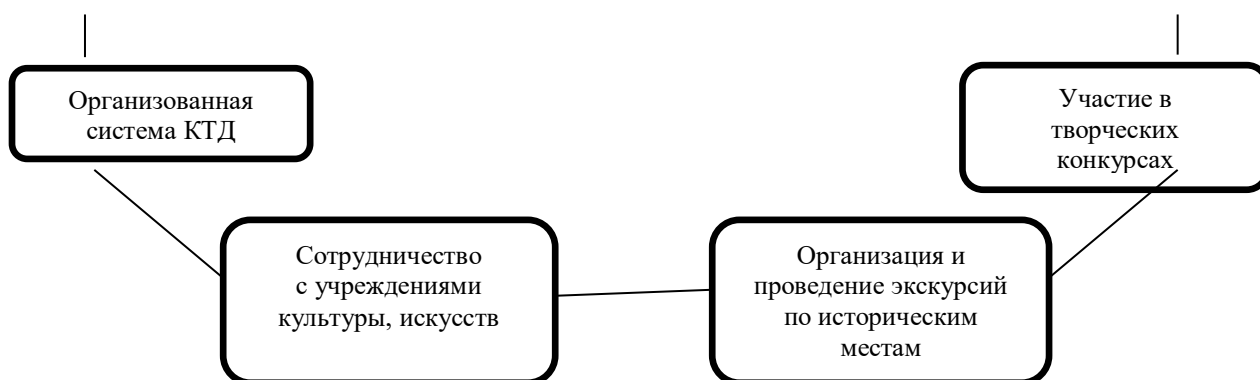 Организованная
система КТД
Участие в
творческих
конкурсах
Сотрудничество
с учреждениями
культуры, искусств
Организация и
проведение экскурсий
по историческим
местам